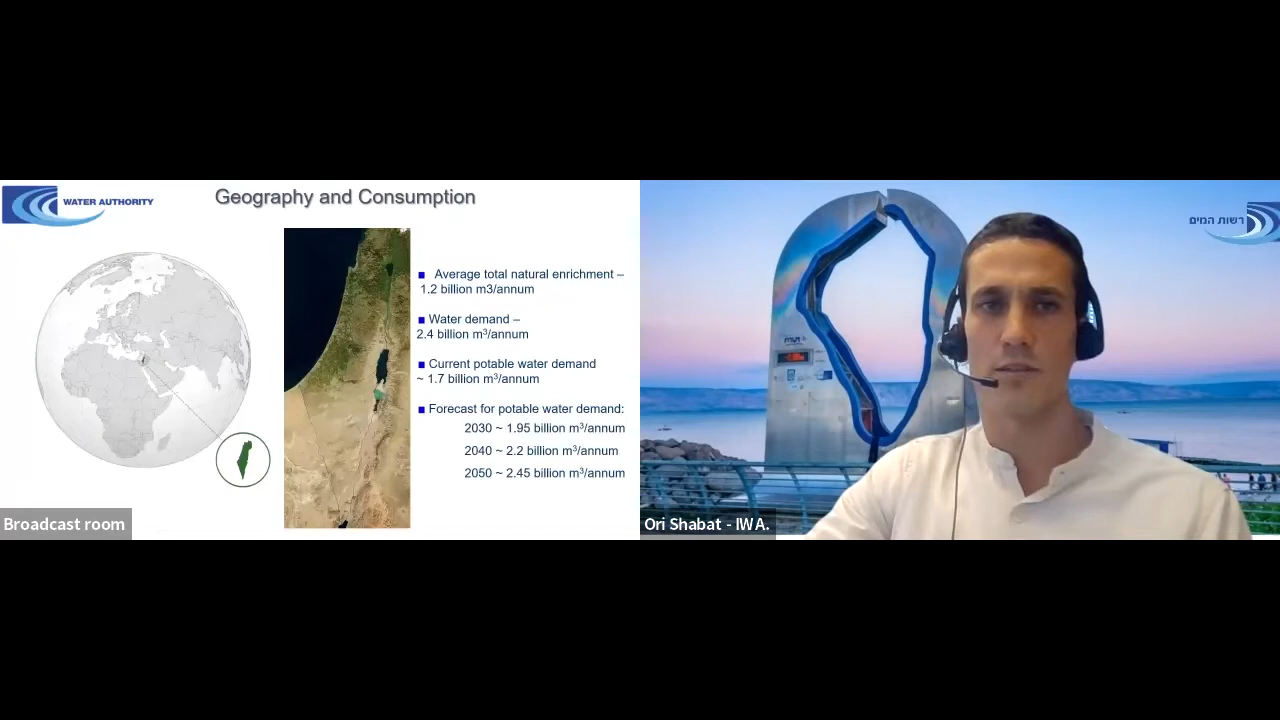 WATER AUTHORITY
Geography and Consumption
■ Average total natural enrichment –
1.2 billion m3/annum
■ Water demand –
2.4 billion m³/annum
■ Current potable water demand
~ 1.7 billion m³/annum
■ Forecast for potable water demand:
2030 ~ 1.95 billion m³/annum
2040 ~ 2.2 billion m³/annum
2050 ~ 2.45 billion m³/annum
Broadcast room
רשות המים
Ori Shabat - IWA.